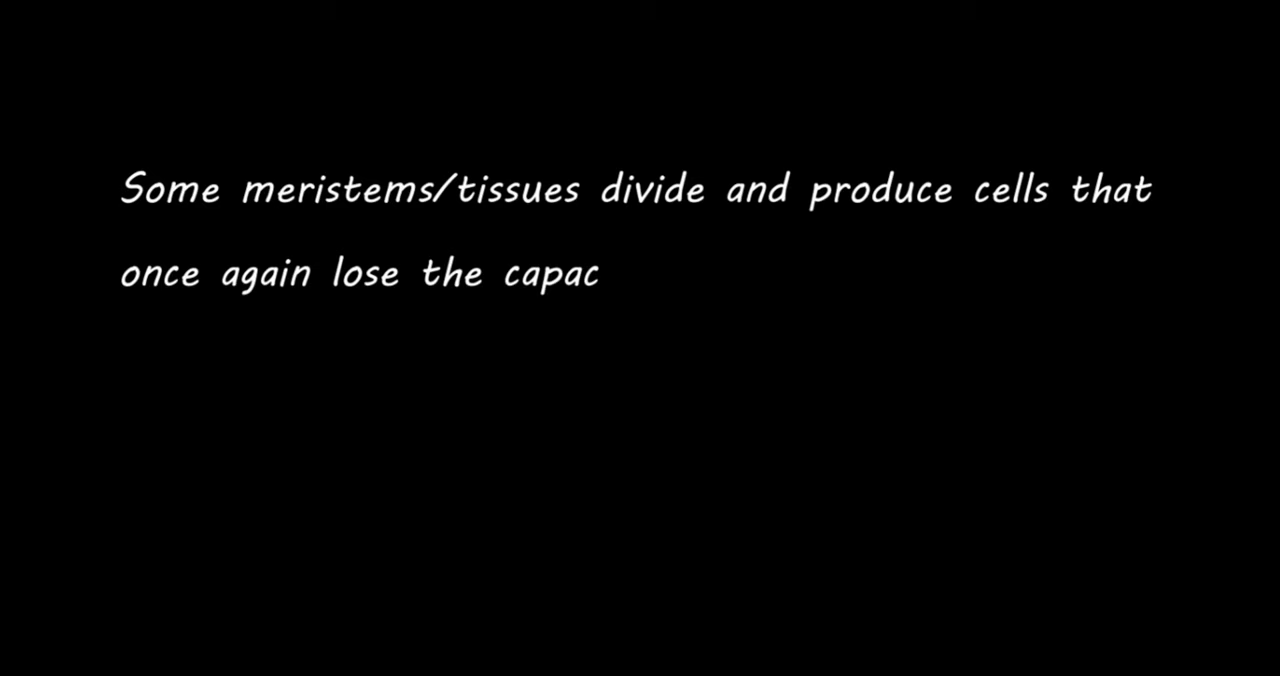 Some meristems/tissues divide and produce cells that
once again lose the capac